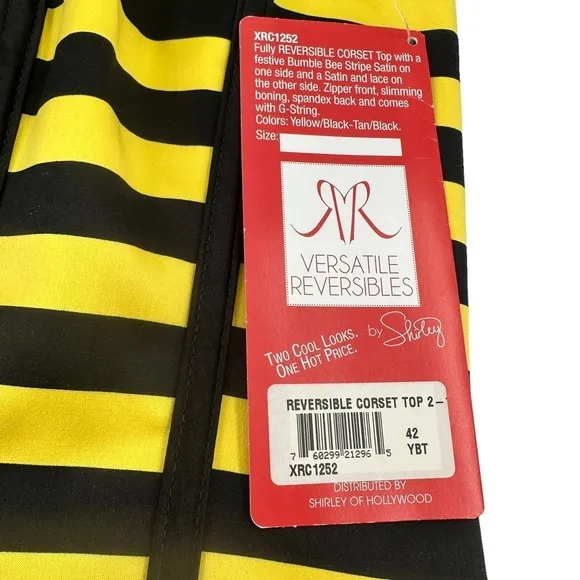 XRC1252
Fully REVERSIBLE CORSET Top with a
festive Bumble Bee Stripe Satin on
one side and a Satin and lace on
the other side. Zipper front, slimming
boning, spandex back and comes
with G-String.
Colors: Yellow/Black-Tan/Black.
Size:
VERSATILE
REVERSIBLES
TWO COOL LOOKS.
ONE HOT PRICE.
by Shirley
REVERSIBLE CORSET TOP 2-
7 60299 21296 5
42
YBT
XRC1252
DISTRIBUTED BY
SHIRLEY OF HOLLYWOOD